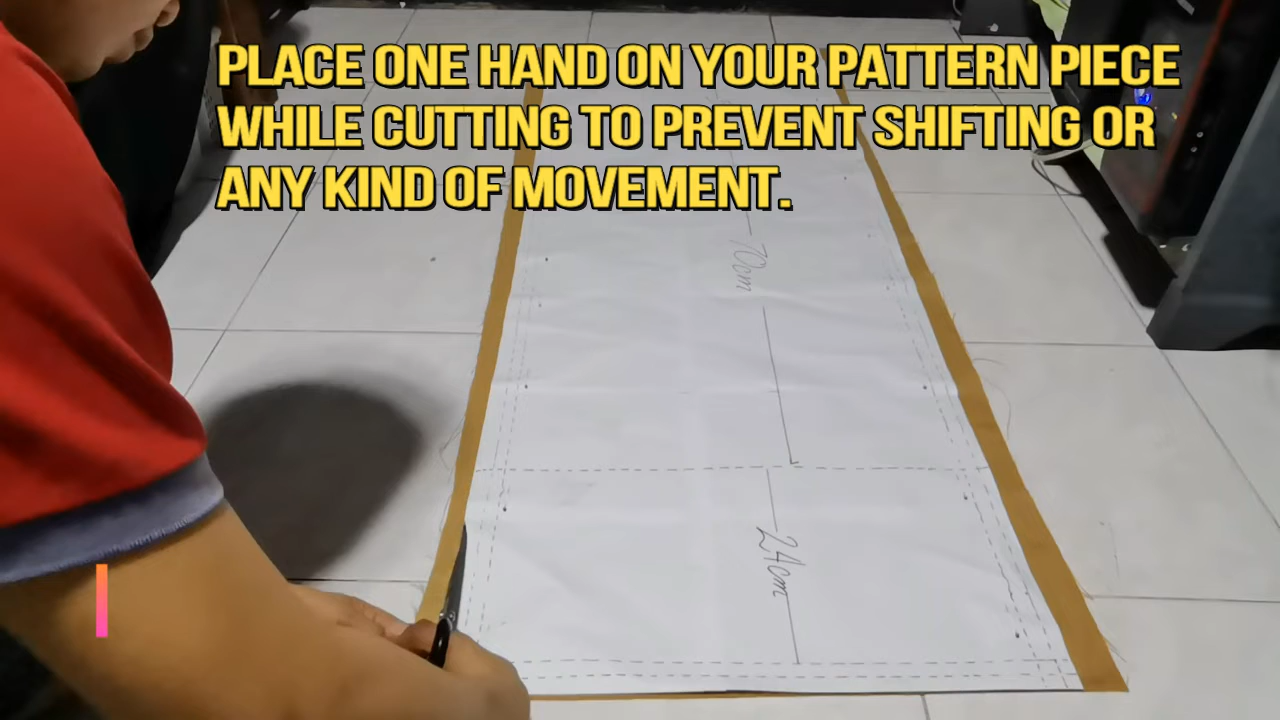 PLACE ONE HAND ON YOUR PATTERN PIECE
WHILE CUTTING TO PREVENT SHIFTING OR
ANY KIND OF MOVEMENT.
70cm
24cm